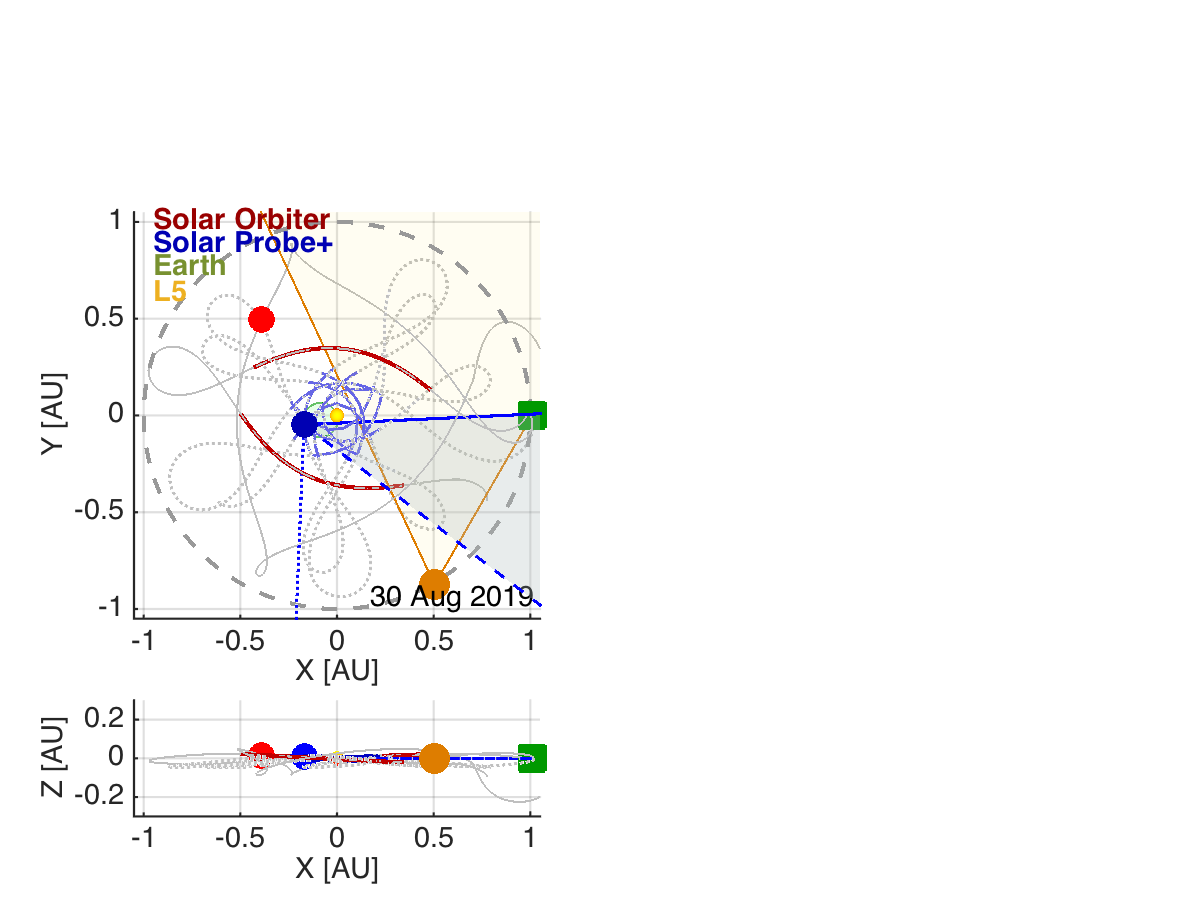 Solar Orbiter
Solar Probe+
Earth
L5
1
0.5
0
-0.5
-1
Y [AU]
30 Aug 2019
-1 -0.5 0 0.5 1
X [AU]
0.2
0
-0.2
Z [AU]
-1 -0.5 0 0.5 1
X [AU]